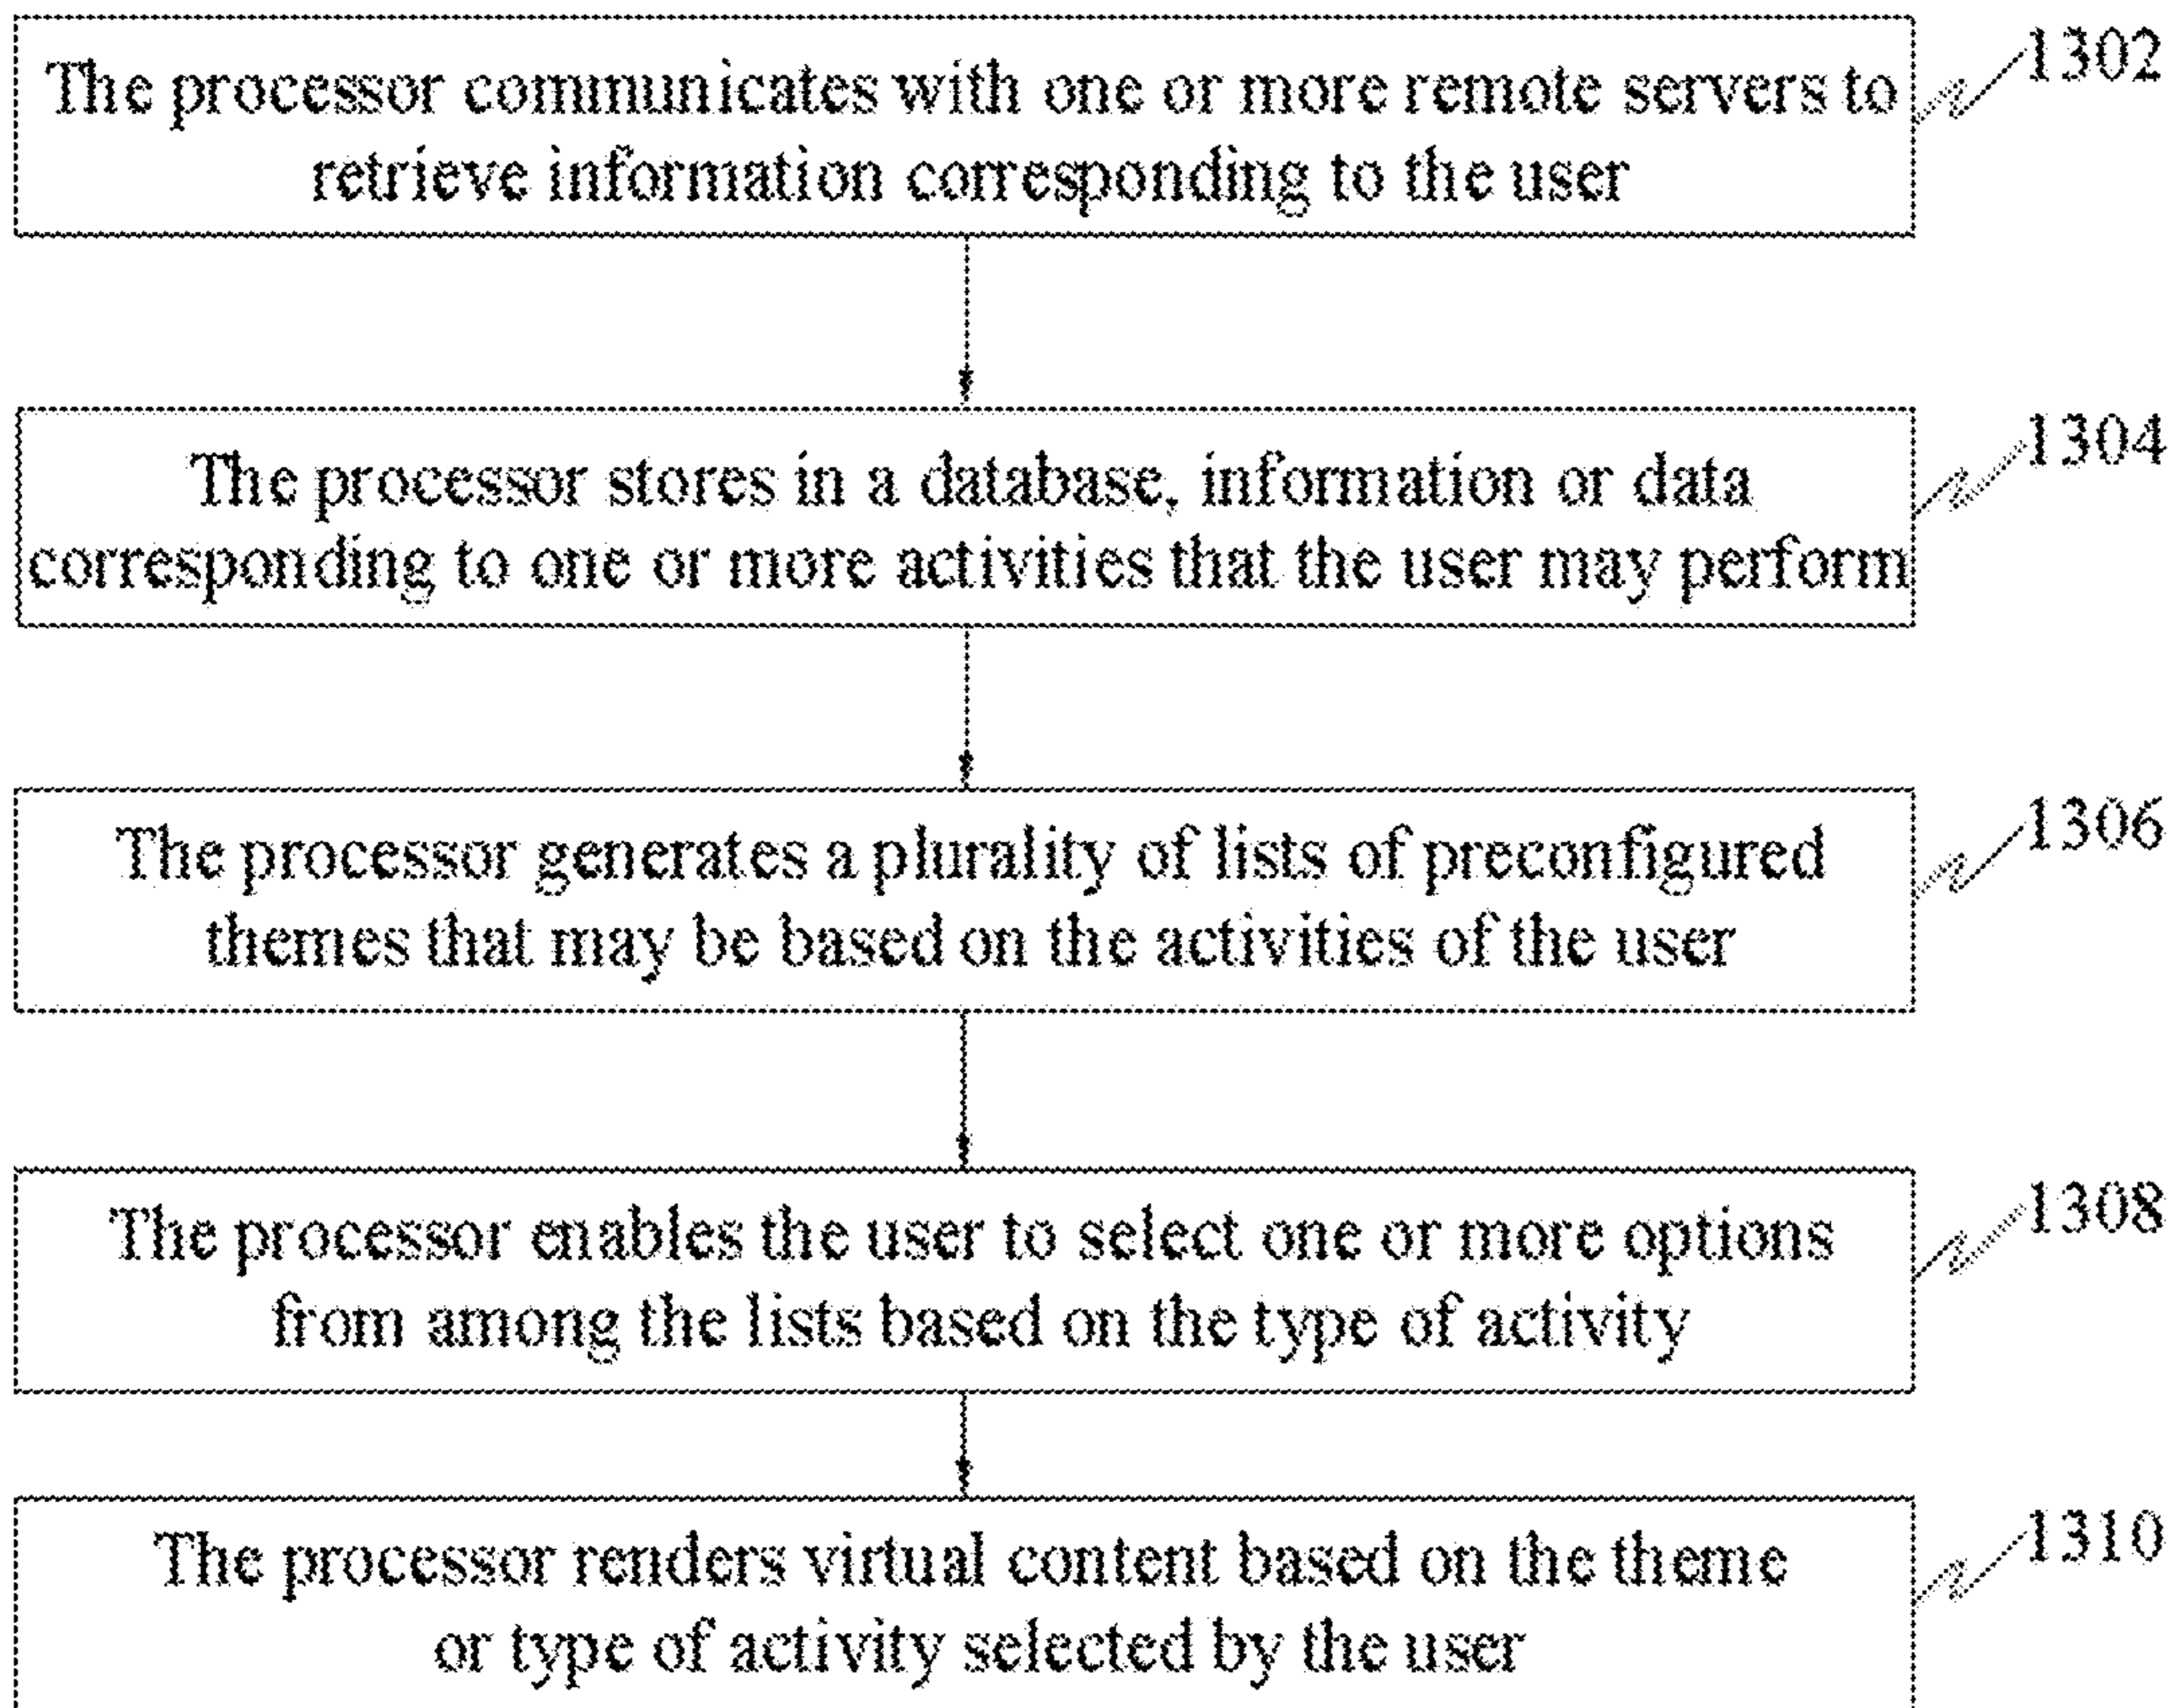 The processor communicates with one or more remote servers to
retrieve information corresponding to the user
1302
The processor stores in a database, information or data
corresponding to one or more activities that the user may perform
1304
The processor generates a plurality of lists of preconfigured
themes that may be based on the activities of the user
1306
The processor enables the user to select one or more options
from among the lists based on the type of activity
1308
The processor renders virtual content based on the theme
or type of activity selected by the user
1310